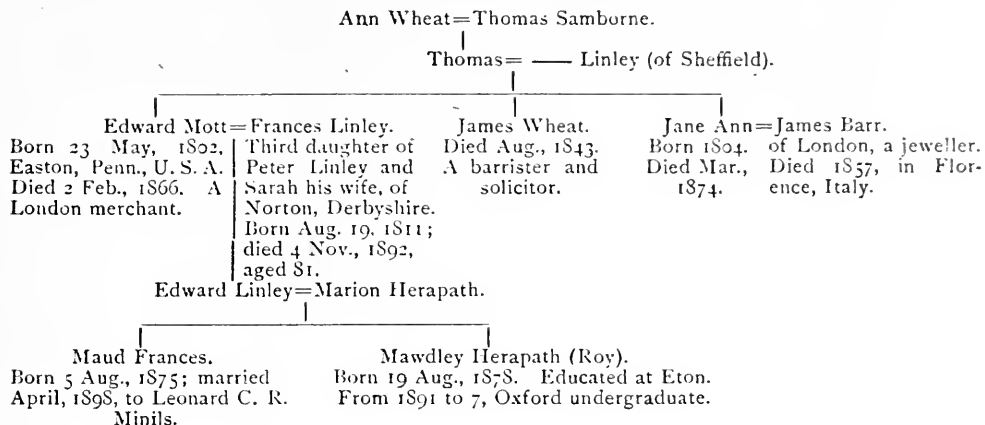 Ann Wheat=Thomas Samborne.
Thomas= —— Linley (of Sheffield).
Edward Mott=Frances Linley.
Born 23 May, 1802,
Easton, Penn., U. S. A.
Died 2 Feb., 1866. A
London merchant.
Third daughter of
Peter Linley and
Sarah his wife, of
Norton, Derbyshire.
Born Aug. 19, 1811;
died 4 Nov., 1892,
aged 81.
James Wheat.
Died Aug., 1843.
A barrister and
solicitor.
Jane Ann=James Barr.
Born 1804.
Died Mar.,
1874.
of London, a jeweller.
Died 1857, in Flor-
ence, Italy.
Edward Linley=Marion Herapath.
Maud Frances.
Born 5 Aug., 1875; married
April, 1898, to Leonard C. R.
Minils.
Mawdley Herapath (Roy).
Born 19 Aug., 1878. Educated at Eton.
From 1891 to 7, Oxford undergraduate.